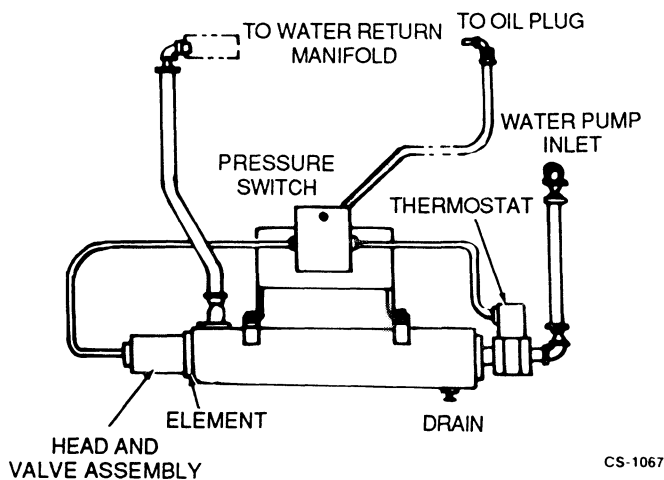 TO WATER RETURN
MANIFOLD
TO OIL PLUG
WATER PUMP
INLET
PRESSURE
SWITCH
THERMOSTAT
ELEMENT
DRAIN
HEAD AND
VALVE ASSEMBLY
CS-1067